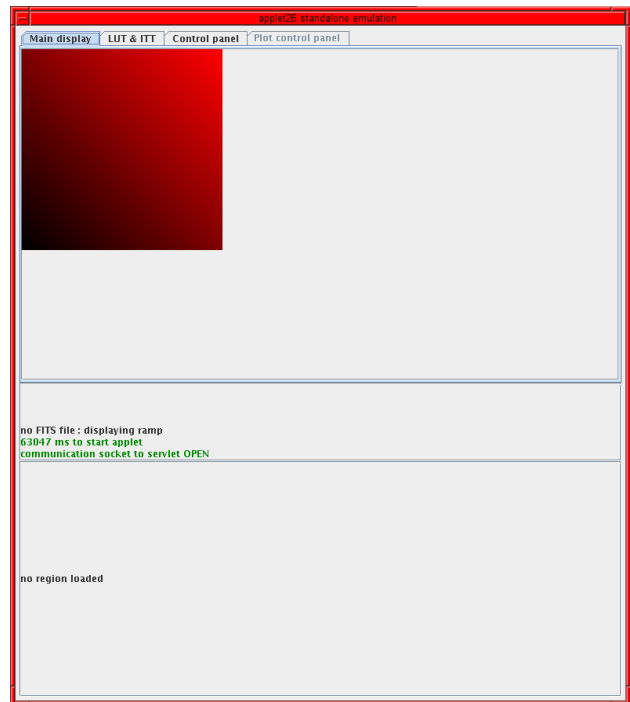 applet26 standalone emulation
Main display LUT & ITT Control panel Plot control panel
no FITS file : displaying ramp
63047 ms to start applet
communication socket to servlet OPEN
no region loaded